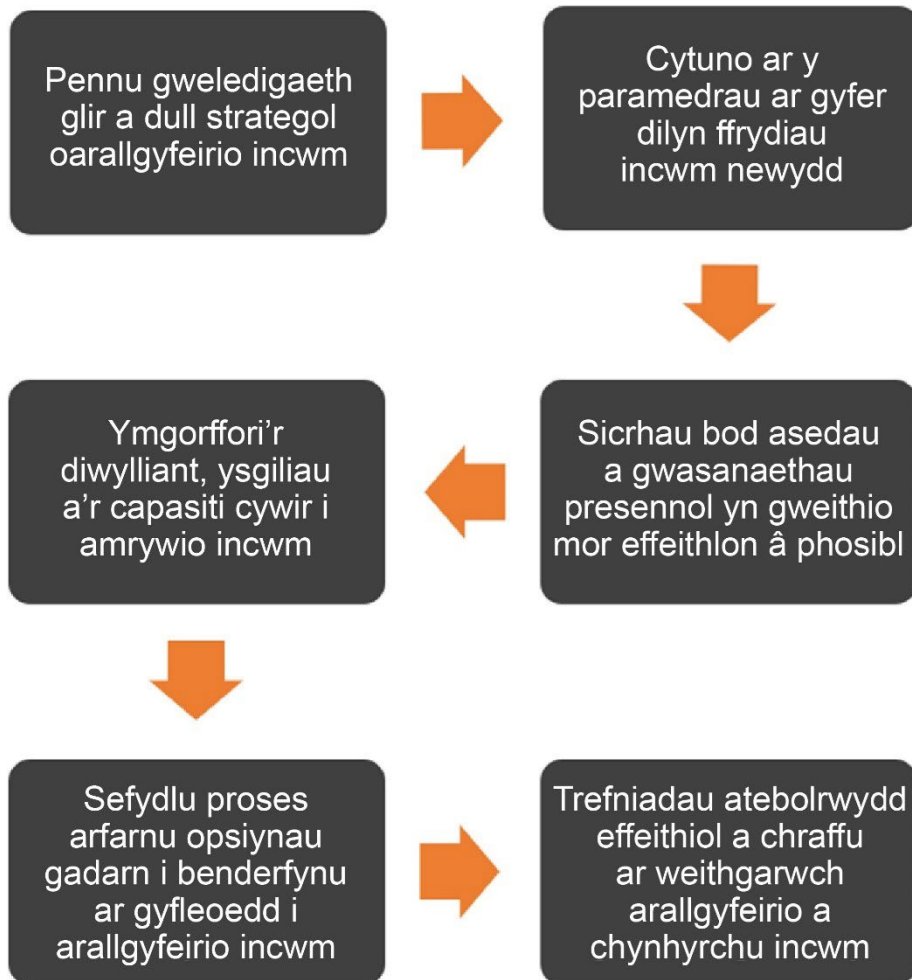 Pennu gweledigaeth
glir a dull strategol
oarallgyfeirio incwm
Cytuno ar y
paramedrau ar gyfer
dilyn ffrydiau
incwm newydd
Sicrhau bod asedau
a gwasanaethau
presennol yn gweithio
mor effeithlon â phosibl
Ymgorffori’r
diwylliant, ysgiliau
a’r capasiti cywir i
amrywio incwm
Sefydlu proses
arfarnu opsiynau
gadarn i benderfynu
ar gyfleoedd i
arallgyfeirio incwm
Trefniadau atebolrwydd
effeithiol a chraffu
ar weithgarwch
arallgyfeirio a
chynhyrchu incwm